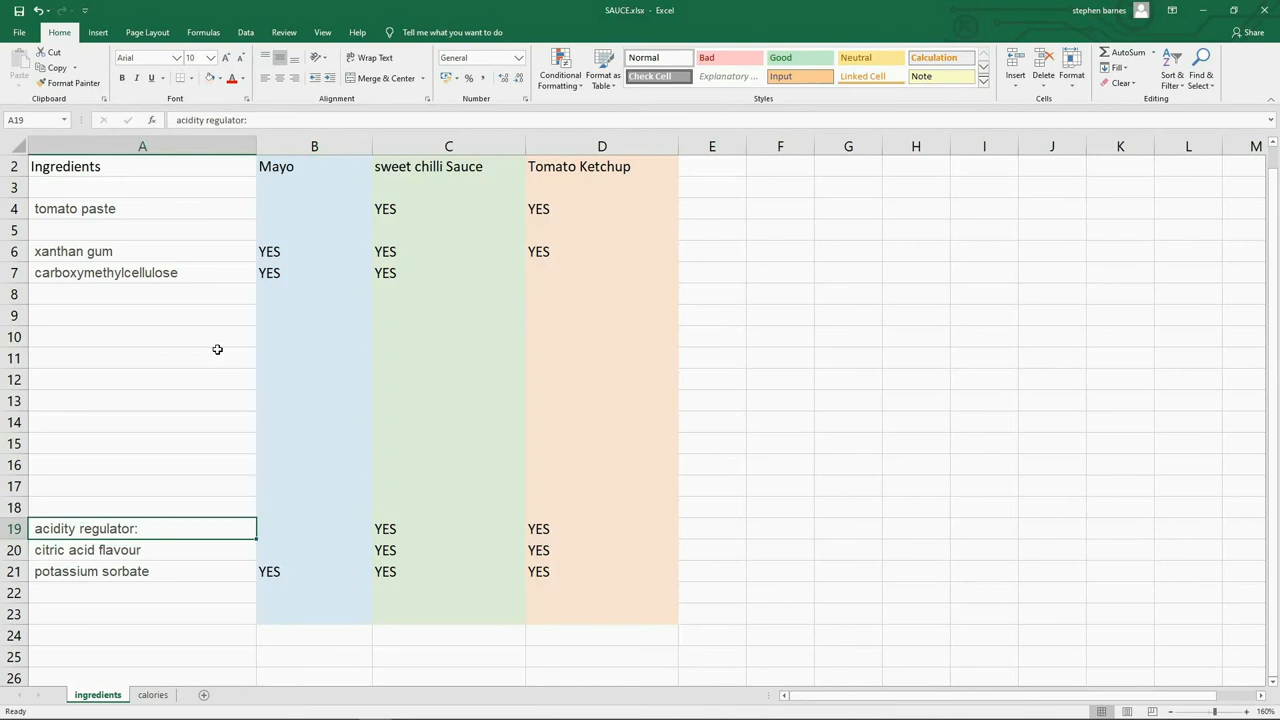 SAUCE.xlsx - Excel
stephen barnes
File Home Insert Page Layout Formulas Data Review View Help Tell me what you want to do Share
Paste Cut Copy Format Painter Clipboard
Arial 10 B I U Font
Wrap Text Merge & Center Alignment
General % Number
Conditional Formatting Format as Table
Normal Bad Good Neutral Calculation
Check Cell Explanatory ... Input Linked Cell Note
Styles
Insert Delete Format Cells
AutoSum Fill Clear Sort & Filter Find & Select Editing
A19 fx acidity regulator:
A B C D E F G H I J K L M
2 Ingredients Mayo sweet chilli Sauce Tomato Ketchup
3
4 tomato paste YES YES
5
6 xanthan gum YES YES YES
7 carboxymethylcellulose YES YES
8
9
10
11
12
13
14
15
16
17
18
19 acidity regulator: YES YES
20 citric acid flavour YES YES
21 potassium sorbate YES YES YES
22
23
24
25
26
ingredients calories
Ready 160%